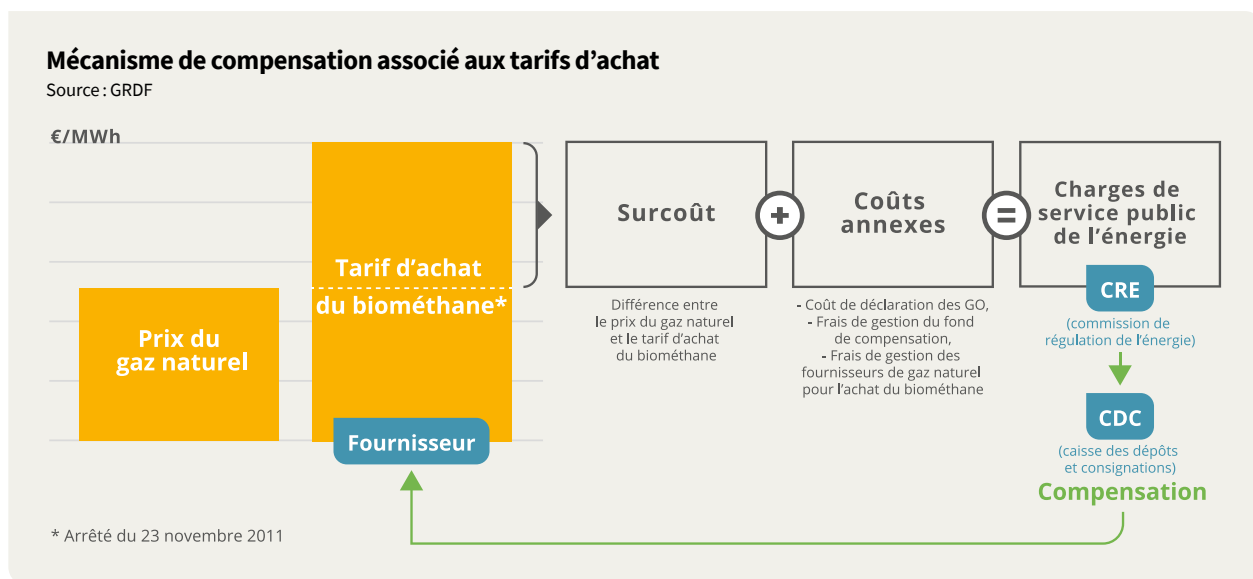 Mécanisme de compensation associé aux tarifs d'achat
Source : GRDF
€/MWh
Prix du
gaz naturel
Tarif d'achat
du biométhane*
Fournisseur
Surcoût
Différence entre
le prix du gaz naturel
et le tarif d'achat
du biométhane
+
Coûts
annexes
- Coût de déclaration des GO,
- Frais de gestion du fond
de compensation,
- Frais de gestion des
fournisseurs de gaz naturel
pour l'achat du biométhane
=
Charges de
service public
de l'énergie
CRE
(commission de
régulation de l'énergie)
CDC
(caisse des dépôts
et consignations)
Compensation
* Arrêté du 23 novembre 2011